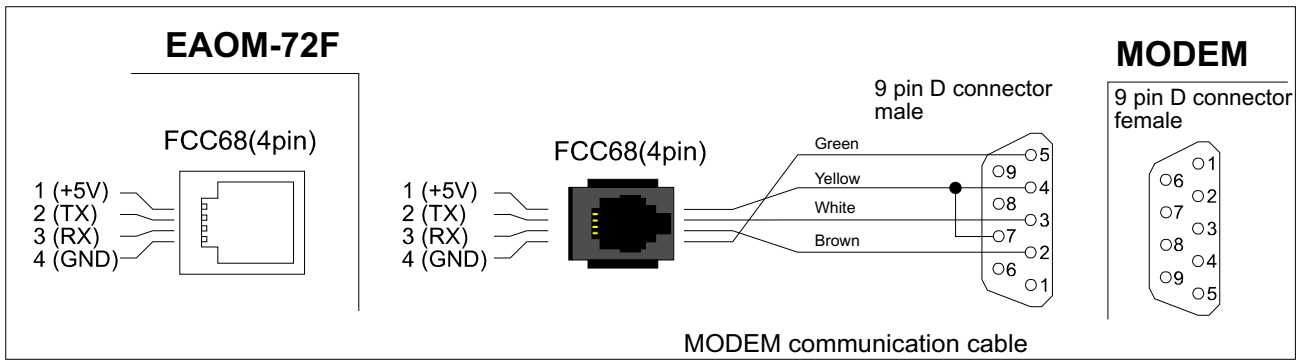 EAOM-72F
FCC68(4pin)
1 (+5V)
2 (TX)
3 (RX)
4 (GND)
FCC68(4pin)
1 (+5V)
2 (TX)
3 (RX)
4 (GND)
Green
Yellow
White
Brown
9 pin D connector
male
5
9
4
8
3
7
2
6
1
MODEM
9 pin D connector
female
1
6
2
7
3
8
4
9
5
MODEM communication cable